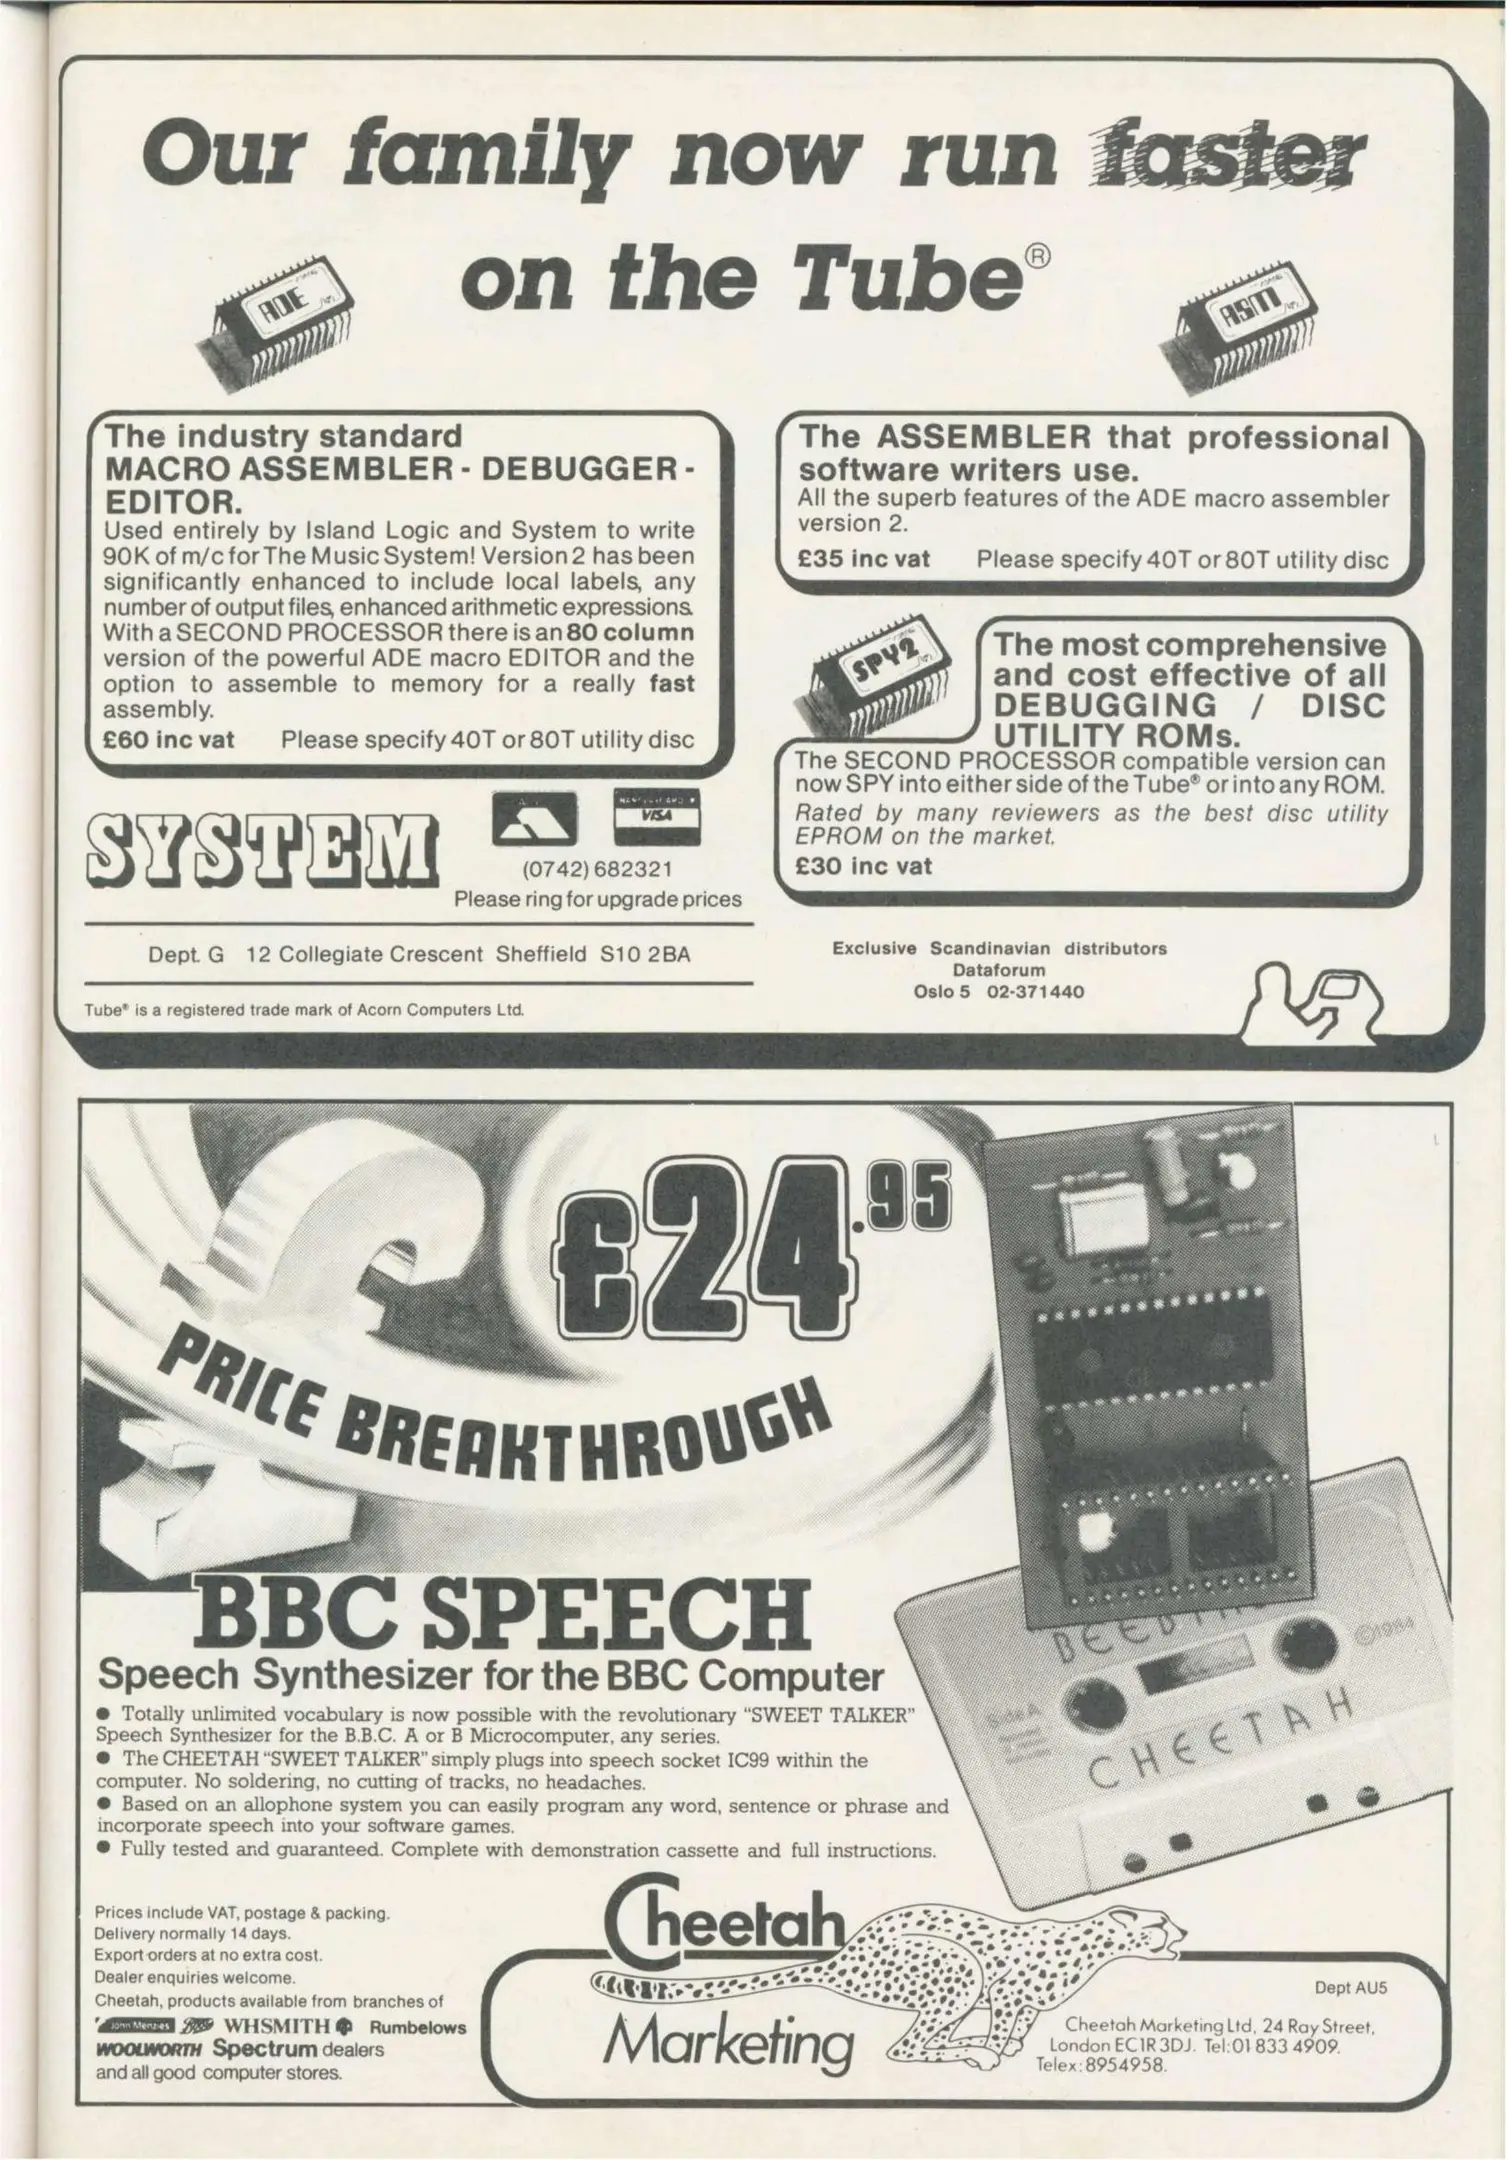 Our family now run faster
on the Tube®
ADE
ASM
The industry standard
MACRO ASSEMBLER - DEBUGGER -
EDITOR.
Used entirely by Island Logic and System to write
90K of m/c for The Music System! Version 2 has been
significantly enhanced to include local labels, any
number of output files, enhanced arithmetic expressions.
With a SECOND PROCESSOR there is an 80 column
version of the powerful ADE macro EDITOR and the
option to assemble to memory for a really fast
assembly.
£60 inc vat Please specify 40T or 80T utility disc
The ASSEMBLER that professional
software writers use.
All the superb features of the ADE macro assembler
version 2.
£35 inc vat Please specify 40T or 80T utility disc
SPY2
The most comprehensive
and cost effective of all
DEBUGGING / DISC
UTILITY ROMs.
The SECOND PROCESSOR compatible version can
now SPY into either side of the Tube® or into any ROM.
Rated by many reviewers as the best disc utility
EPROM on the market.
£30 inc vat
SYSTEM
VISA
(0742) 682321
Please ring for upgrade prices
Dept. G 12 Collegiate Crescent Sheffield S10 2BA
Tube® is a registered trade mark of Acorn Computers Ltd.
Exclusive Scandinavian distributors
Dataforum
Oslo 5 02-371440
£24.95
PRICE BREAKTHROUGH
BBC SPEECH
Speech Synthesizer for the BBC Computer
● Totally unlimited vocabulary is now possible with the revolutionary "SWEET TALKER"
Speech Synthesizer for the B.B.C. A or B Microcomputer, any series.
● The CHEETAH "SWEET TALKER" simply plugs into speech socket IC99 within the
computer. No soldering, no cutting of tracks, no headaches.
● Based on an allophone system you can easily program any word, sentence or phrase and
incorporate speech into your software games.
● Fully tested and guaranteed. Complete with demonstration cassette and full instructions.
©1984
Side A
CHEETAH
Prices include VAT, postage & packing.
Delivery normally 14 days.
Export orders at no extra cost.
Dealer enquiries welcome.
Cheetah, products available from branches of
John Menzies WHSMITH Rumbelows
WOOLWORTH Spectrum dealers
and all good computer stores.
Cheetah
Marketing
Dept AU5
Cheetah Marketing Ltd, 24 Ray Street,
London EC1R 3DJ. Tel: 01 833 4909.
Telex: 8954958.